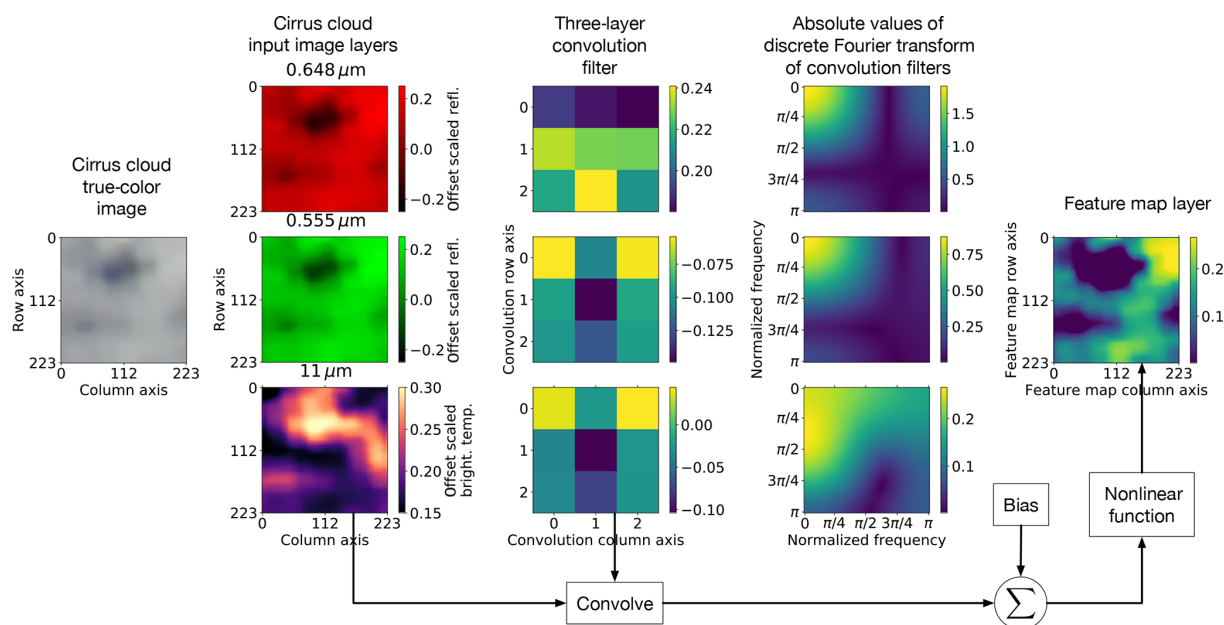 Cirrus cloud
true-color
image
0
112
223
Row axis
0
112
223
Column axis
Cirrus cloud
input image layers
0.648 μm
0
112
223
0.2
0.0
−0.2
Offset scaled refl.
0.555 μm
0
112
223
Row axis
0.2
0.0
−0.2
Offset scaled refl.
11 μm
0
112
223
0
112
223
Column axis
0.30
0.25
0.20
0.15
Offset scaled
bright. temp.
Three-layer
convolution
filter
0
1
2
0.24
0.22
0.20
0
1
2
Convolution row axis
−0.075
−0.100
−0.125
0
1
2
0
1
2
Convolution column axis
0.00
−0.05
−0.10
Absolute values of
discrete Fourier transform
of convolution filters
0
π/4
π/2
3π/4
π
1.5
1.0
0.5
0
π/4
π/2
3π/4
π
Normalized frequency
0.75
0.50
0.25
0
π/4
π/2
3π/4
π
0
π/4
π/2
3π/4
π
Normalized frequency
0.2
0.1
Feature map layer
0
112
223
Feature map row axis
0
112
223
Feature map column axis
0.2
0.1
Convolve
Bias
Σ
Nonlinear
function